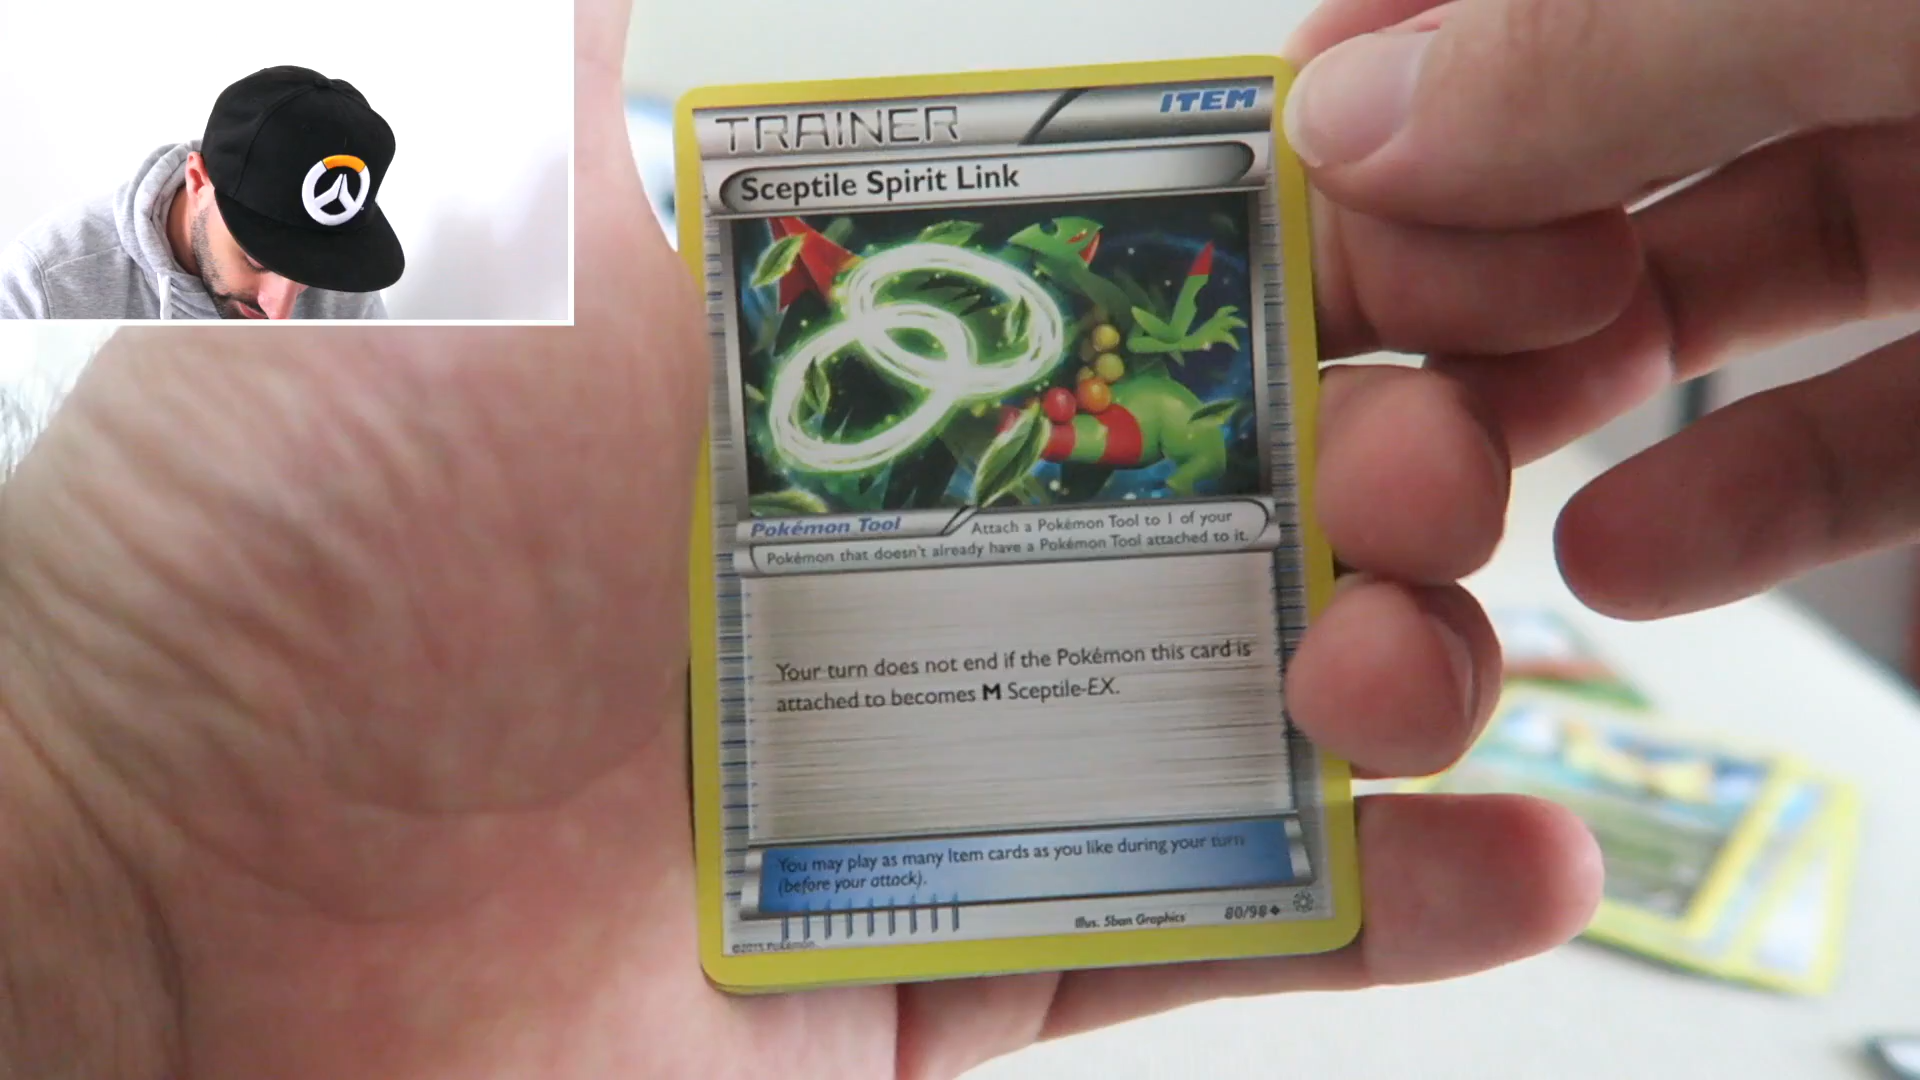 TRAINER
ITEM
Sceptile Spirit Link
Pokémon Tool
Attach a Pokémon Tool to 1 of your
Pokémon that doesn't already have a Pokémon Tool attached to it.
Your turn does not end if the Pokémon this card is
attached to becomes M Sceptile-EX.
You may play as many Item cards as you like during your turn
(before your attack).
©2015 Pokémon
Illus. 5ban Graphics
80/98